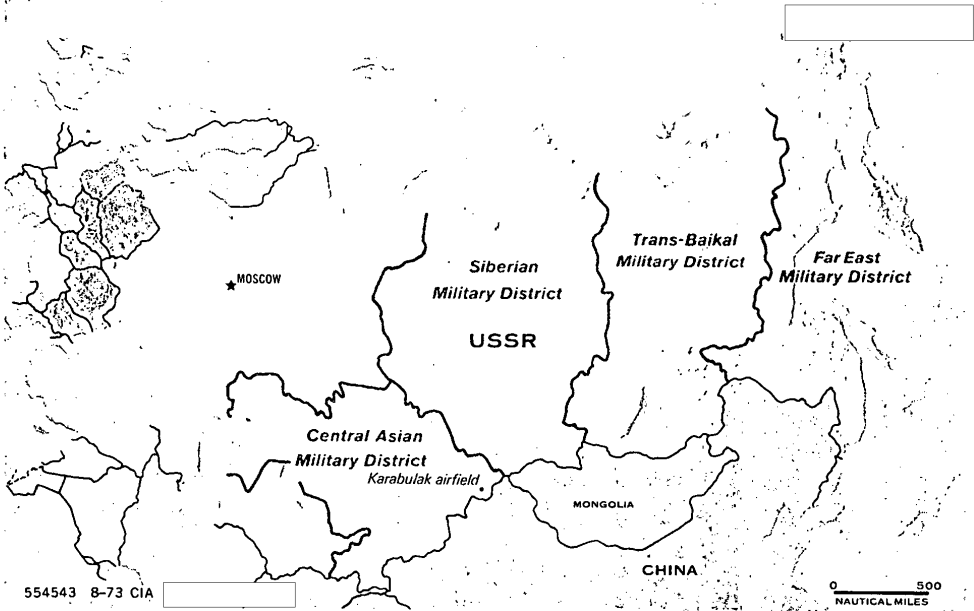 Trans-Baikal
Military District
Far East
Military District
Siberian
Military District
MOSCOW
USSR
Central Asian
Military District
Karabulak airfield
MONGOLIA
CHINA
554543 8-73 CIA
0 500
NAUTICAL MILES